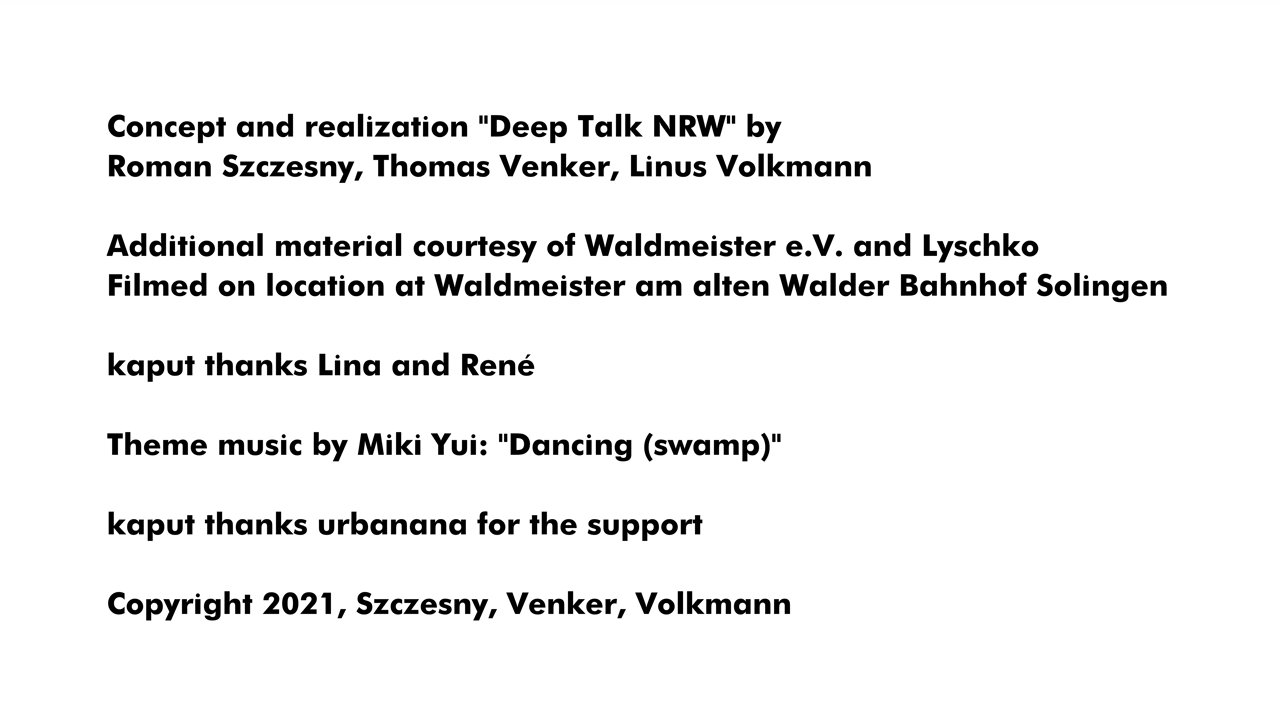 Concept and realization "Deep Talk NRW" by
Roman Szczesny, Thomas Venker, Linus Volkmann
Additional material courtesy of Waldmeister e.V. and Lyschko
Filmed on location at Waldmeister am alten Walder Bahnhof Solingen
kaput thanks Lina and René
Theme music by Miki Yui: "Dancing (swamp)"
kaput thanks urbanana for the support
Copyright 2021, Szczesny, Venker, Volkmann